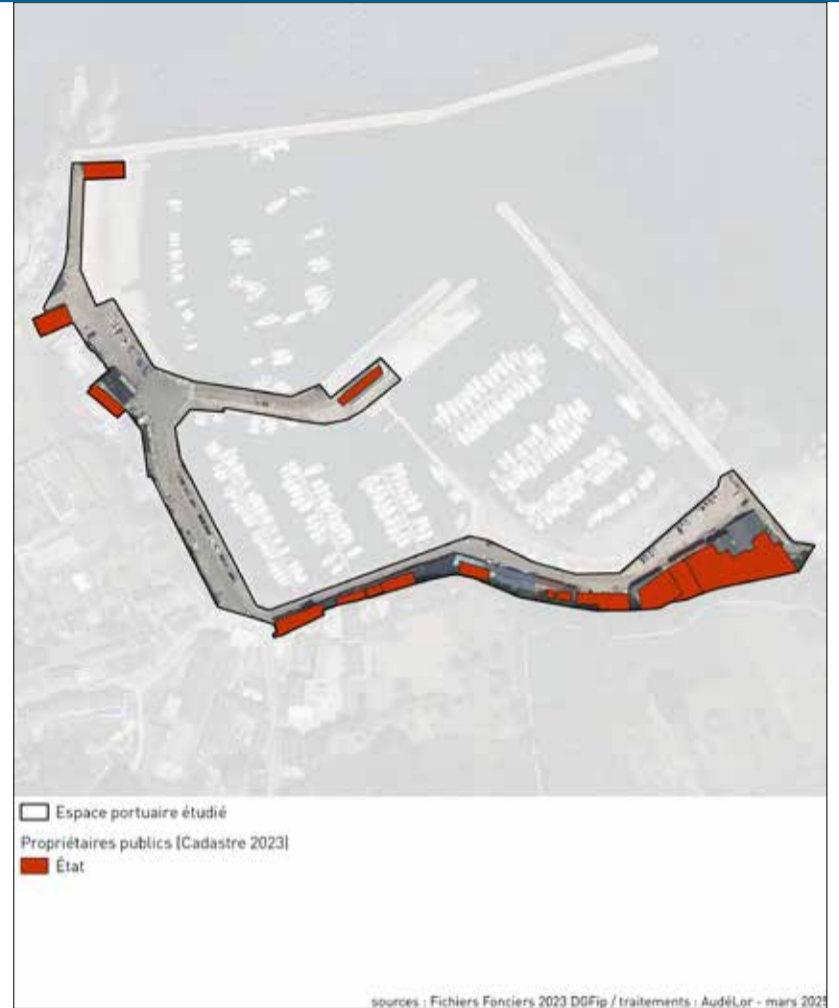 Espace portuaire étudié
Propriétaires publics (Cadastre 2023)
État
sources : Fichiers Fonciers 2023 DGFip / traitements : AudéLor - mars 2025